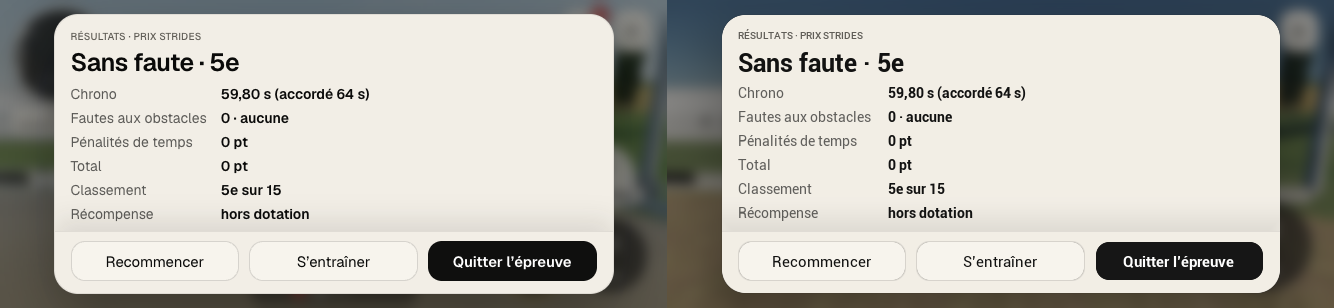 RÉSULTATS · PRIX STRIDES
Sans faute · 5e
Chrono 59,80 s (accordé 64 s)
Fautes aux obstacles 0 · aucune
Pénalités de temps 0 pt
Total 0 pt
Classement 5e sur 15
Récompense hors dotation
Recommencer S'entraîner Quitter l'épreuve
RÉSULTATS · PRIX STRIDES
Sans faute · 5e
Chrono 59,80 s (accordé 64 s)
Fautes aux obstacles 0 · aucune
Pénalités de temps 0 pt
Total 0 pt
Classement 5e sur 15
Récompense hors dotation
Recommencer S'entraîner Quitter l'épreuve